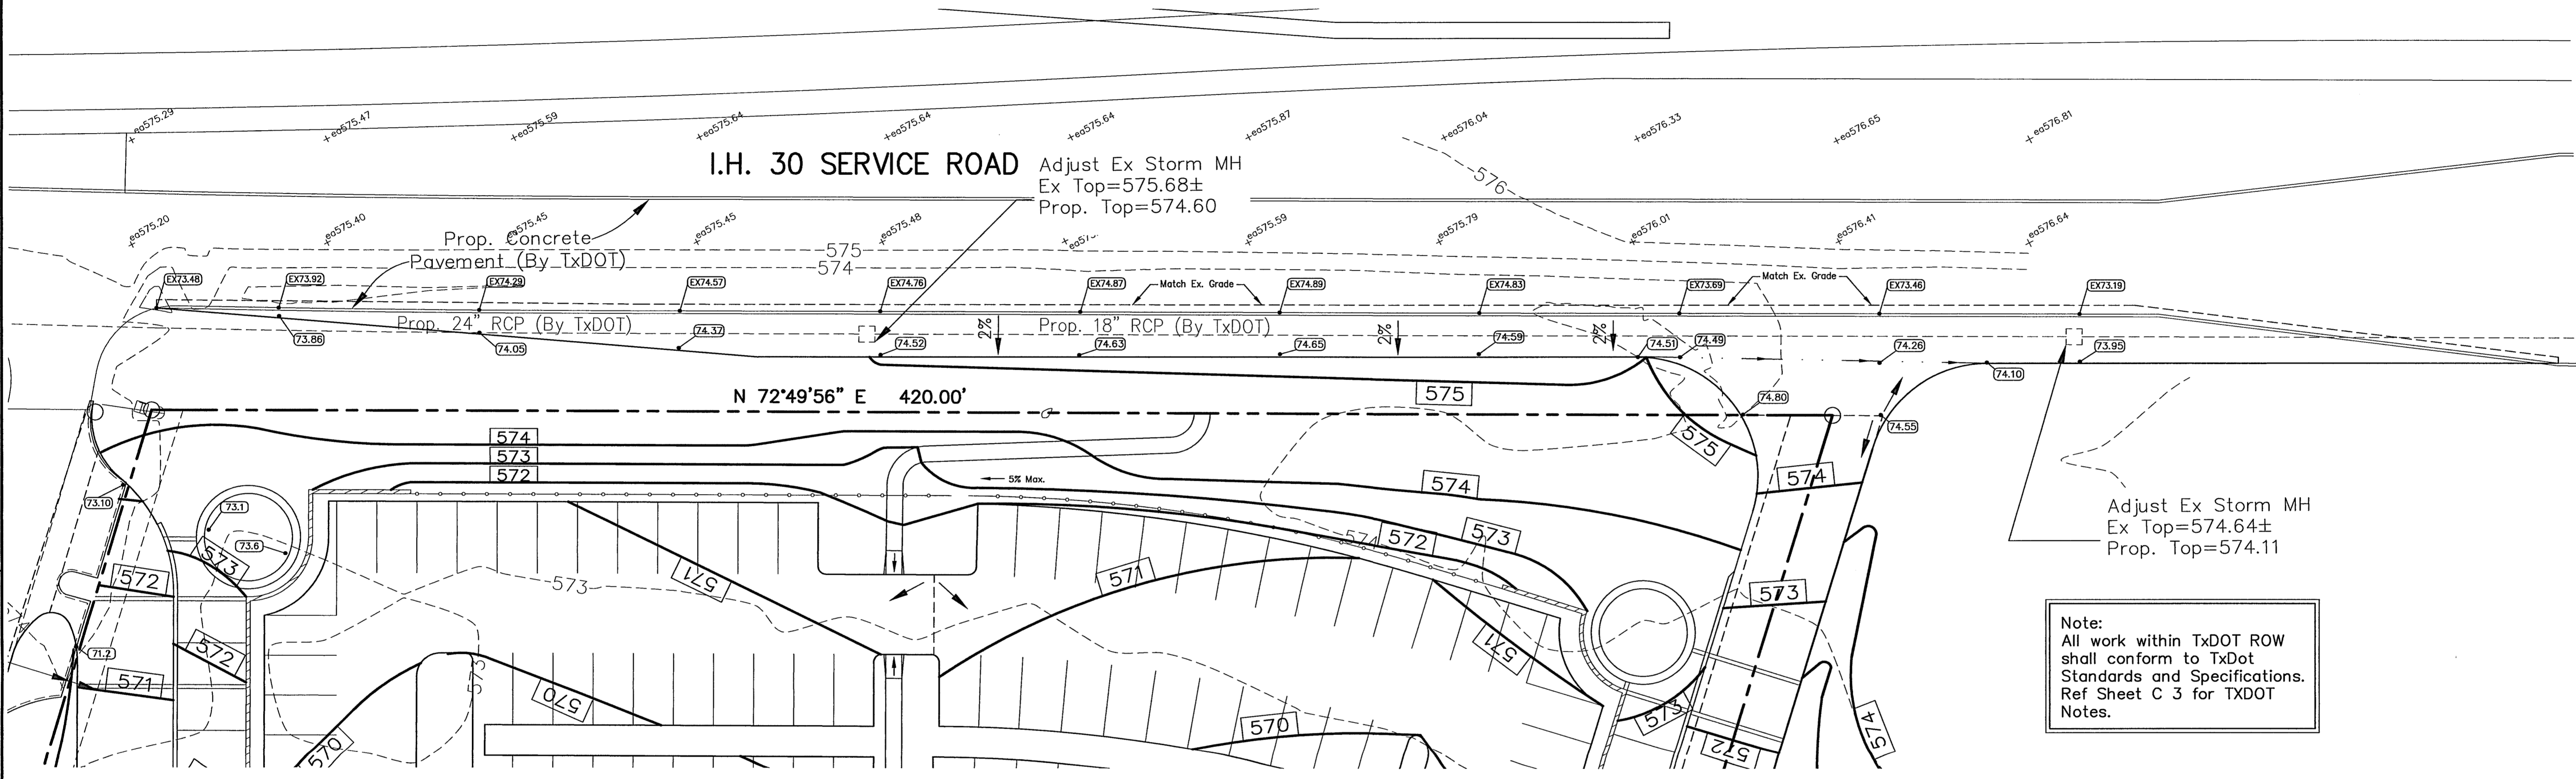 ea575.29
ea575.47
ea575.59
ea575.64
ea575.64
ea575.64
ea575.87
ea576.04
ea576.33
ea576.65
ea576.81
I.H. 30 SERVICE ROAD
Adjust Ex Storm MH
Ex Top=575.68±
Prop. Top=574.60
576
ea575.20
ea575.40
ea575.45
ea575.45
ea575.48
ea575.59
ea575.79
ea576.01
ea576.41
ea576.64
Prop. Concrete
Pavement (By TxDOT)
575
574
EX73.48
EX73.92
EX74.29
EX74.57
EX74.76
EX74.87
Match Ex. Grade
EX74.89
EX74.83
EX73.69
Match Ex. Grade
EX73.46
EX73.19
Prop. 24" RCP (By TxDOT)
Prop. 18" RCP (By TxDOT)
2%
2%
2%
73.86
74.05
74.37
74.52
74.63
74.65
74.59
74.51
74.49
74.26
73.95
74.10
N 72°49'56" E 420.00'
575
74.80
74.55
575
574
573
572
5% Max.
574
574
73.10
73.1
73.6
573
572
573
572
574
573
571
571
573
571
573
572
571
71.2
573
570
570
570
573
572
574
Adjust Ex Storm MH
Ex Top=574.64±
Prop. Top=574.11
Note:
All work within TxDOT ROW
shall conform to TxDot
Standards and Specifications.
Ref Sheet C 3 for TXDOT
Notes.